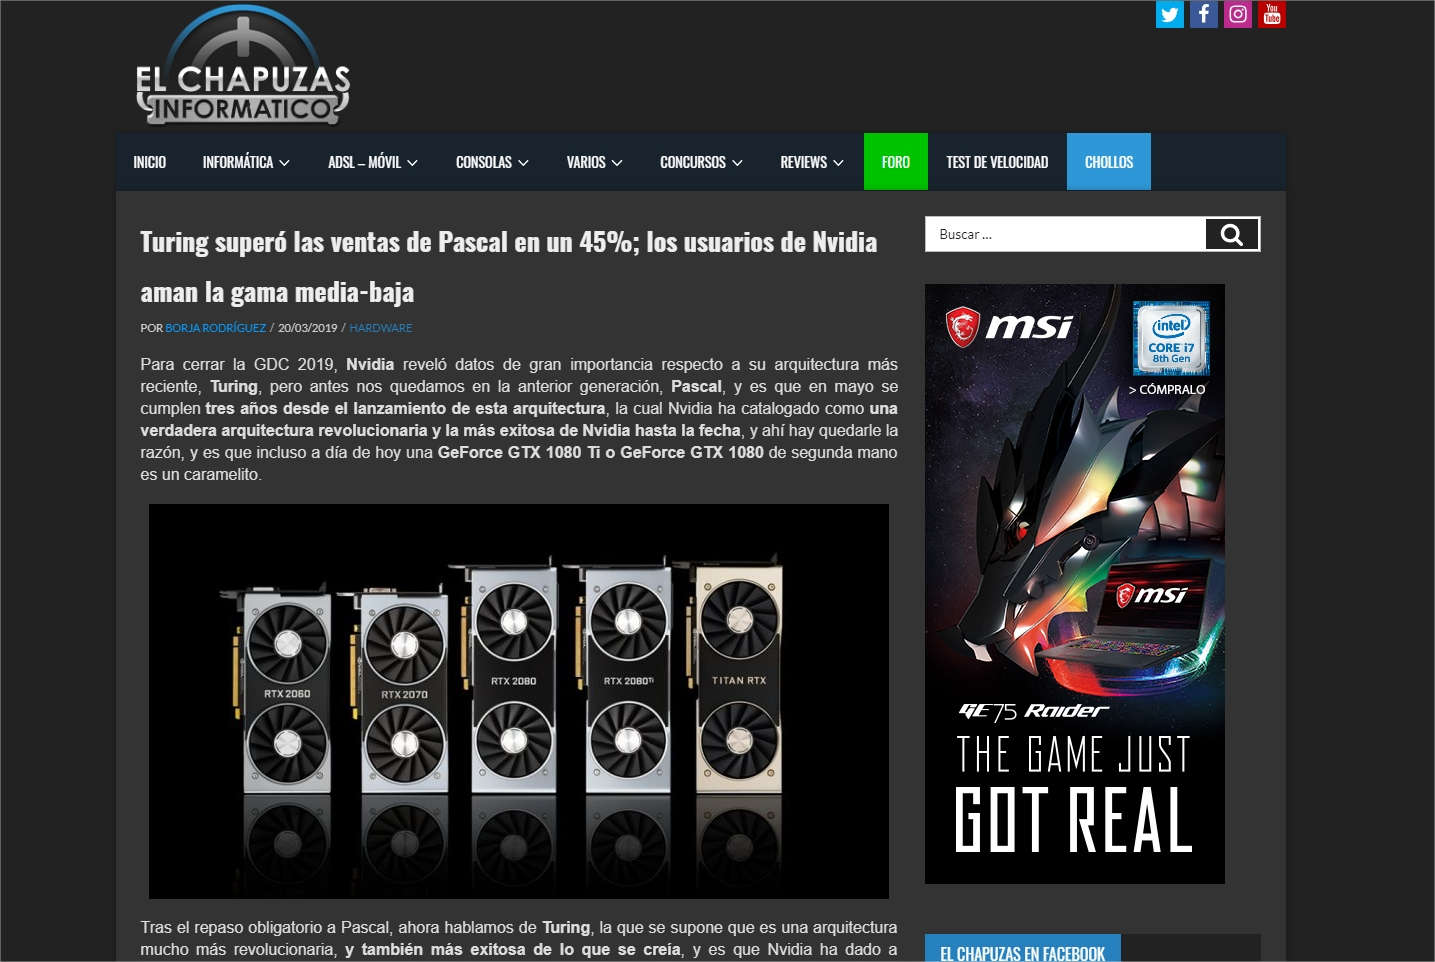 EL CHAPUZAS
INFORMATICO
INICIO
INFORMÁTICA
ADSL – MÓVIL
CONSOLAS
VARIOS
CONCURSOS
REVIEWS
FORO
TEST DE VELOCIDAD
CHOLLOS
Turing superó las ventas de Pascal en un 45%; los usuarios de Nvidia
aman la gama media-baja
POR BORJA RODRÍGUEZ / 20/03/2019 / HARDWARE
Para cerrar la GDC 2019, Nvidia reveló datos de gran importancia respecto a su arquitectura más
reciente, Turing, pero antes nos quedamos en la anterior generación, Pascal, y es que en mayo se
cumplen tres años desde el lanzamiento de esta arquitectura, la cual Nvidia ha catalogado como una
verdadera arquitectura revolucionaria y la más exitosa de Nvidia hasta la fecha, y ahí hay quedarle la
razón, y es que incluso a día de hoy una GeForce GTX 1080 Ti o GeForce GTX 1080 de segunda mano
es un caramelito.
RTX 2060
RTX 2070
RTX 2080
RTX 2080Ti
TITAN RTX
Tras el repaso obligatorio a Pascal, ahora hablamos de Turing, la que se supone que es una arquitectura
mucho más revolucionaria, y también más exitosa de lo que se creía, y es que Nvidia ha dado a
You
Tube
Buscar ...
msi
intel
CORE i7
8th Gen
> CÓMPRALO
msi
GE75 Raider
THE GAME JUST
GOT REAL
EL CHAPUZAS EN FACEBOOK